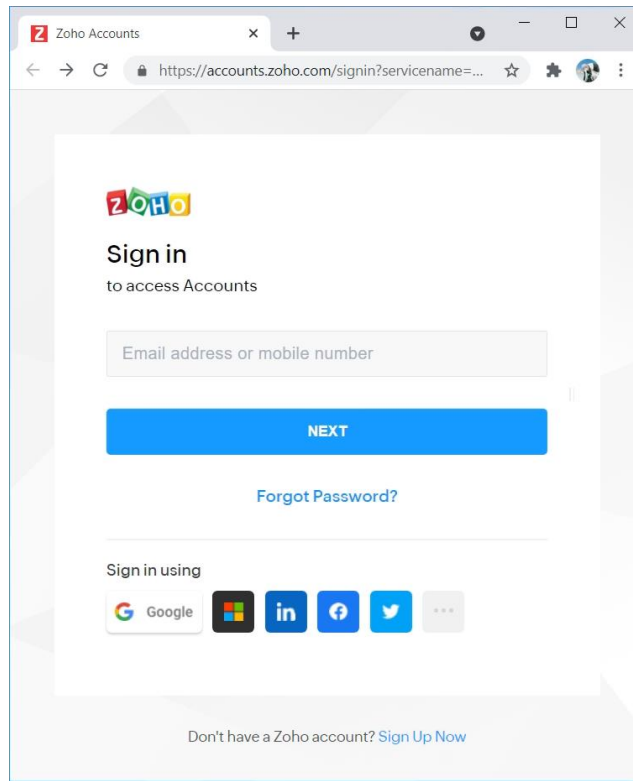 Zoho Accounts
https://accounts.zoho.com/signin?servicename=...
ZOHO
Sign in
to access Accounts
Email address or mobile number
NEXT
Forgot Password?
Sign in using
Google in
Don't have a Zoho account? Sign Up Now